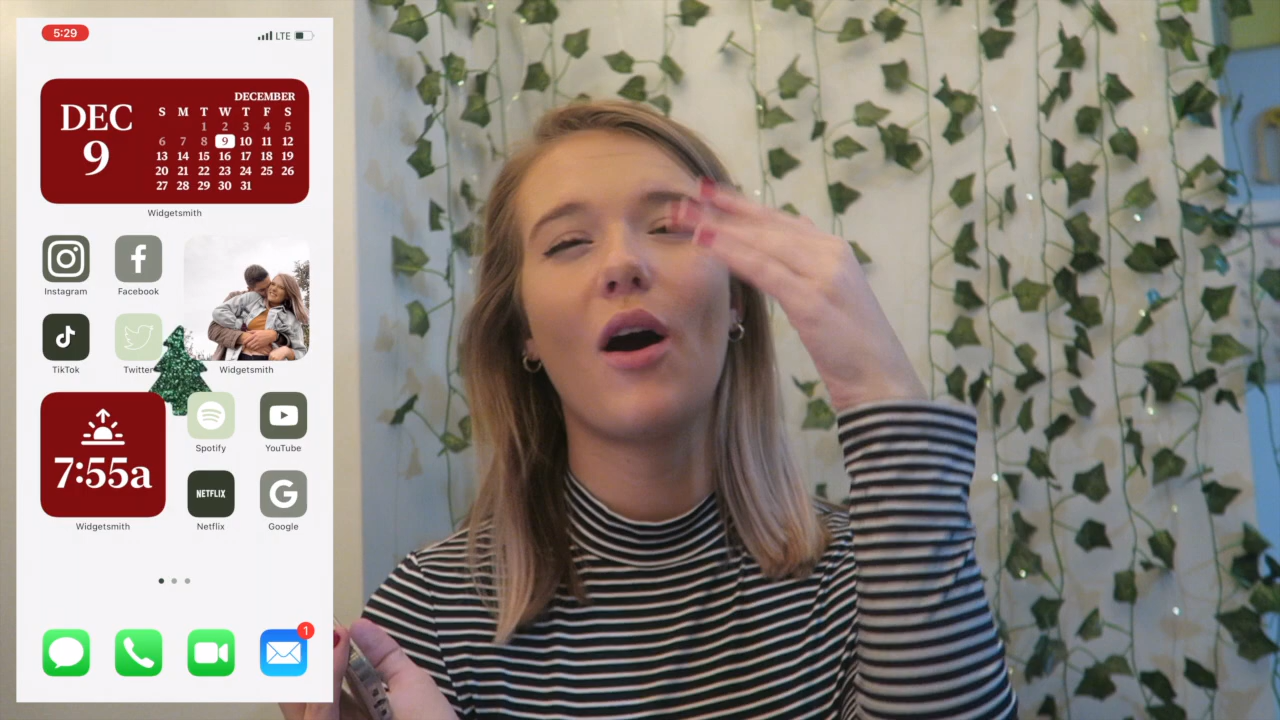 5:29
LTE
DEC
9
DECEMBER
S M T W T F S
1 2 3 4 5
6 7 8 9 10 11 12
13 14 15 16 17 18 19
20 21 22 23 24 25 26
27 28 29 30 31
Widgetsmith
Instagram Facebook
TikTok Twitter Widgetsmith
7:55a
Spotify YouTube
NETFLIX
G
Widgetsmith Netflix Google
1